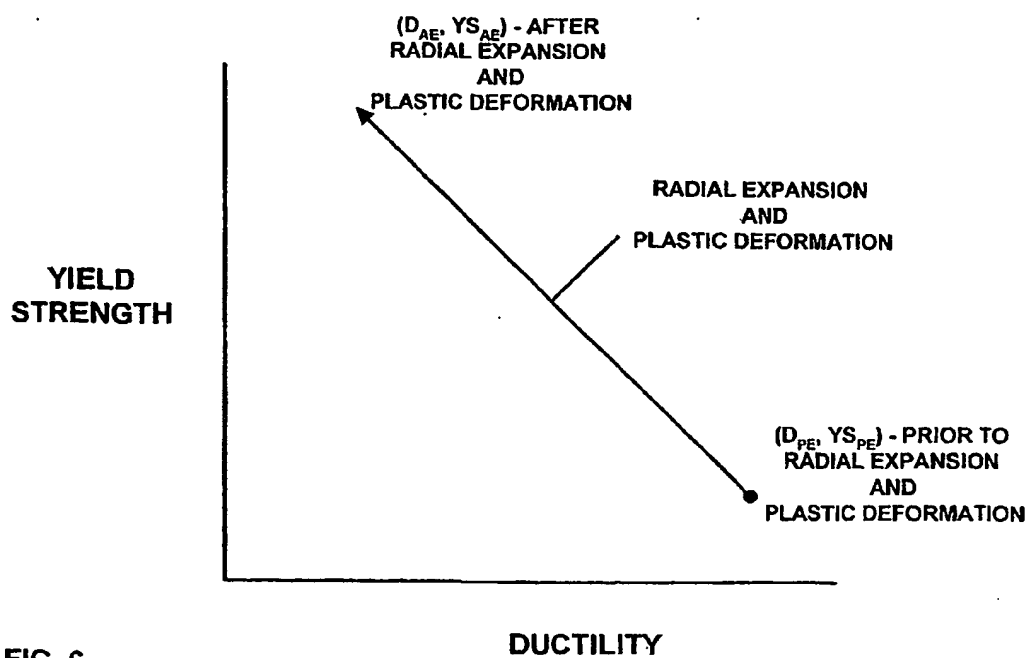 (D_AE, YS_AE) - AFTER
RADIAL EXPANSION
AND
PLASTIC DEFORMATION
RADIAL EXPANSION
AND
PLASTIC DEFORMATION
YIELD
STRENGTH
(D_PE, YS_PE) - PRIOR TO
RADIAL EXPANSION
AND
PLASTIC DEFORMATION
DUCTILITY
FIG. 6